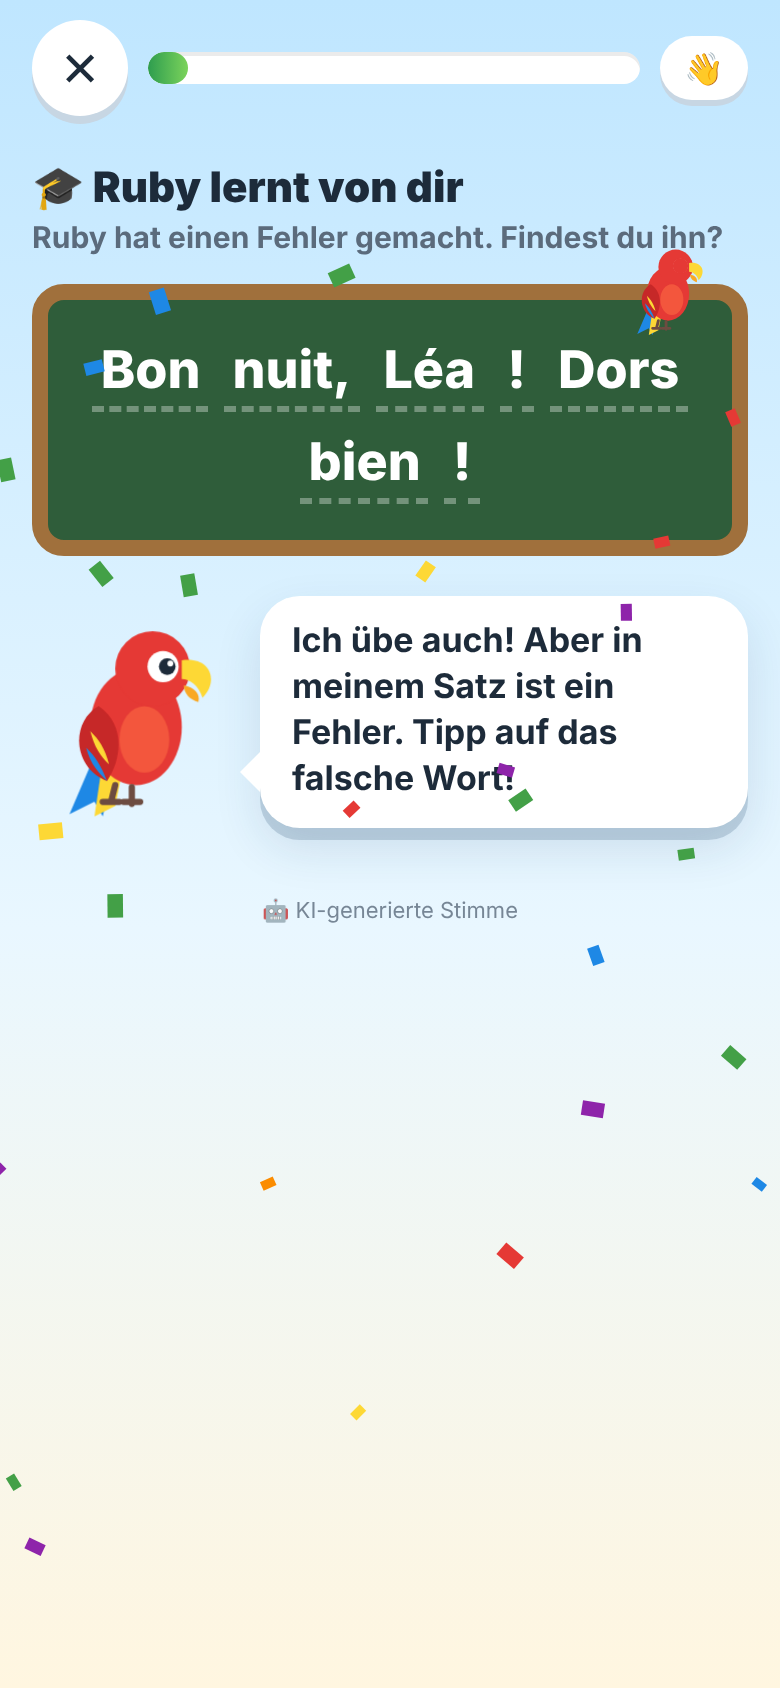 🎓 Ruby lernt von dir
Ruby hat einen Fehler gemacht. Findest du ihn?
Bon nuit, Léa ! Dors
bien !
Ich übe auch! Aber in
meinem Satz ist ein
Fehler. Tipp auf das
falsche Wort!
🤖 KI-generierte Stimme